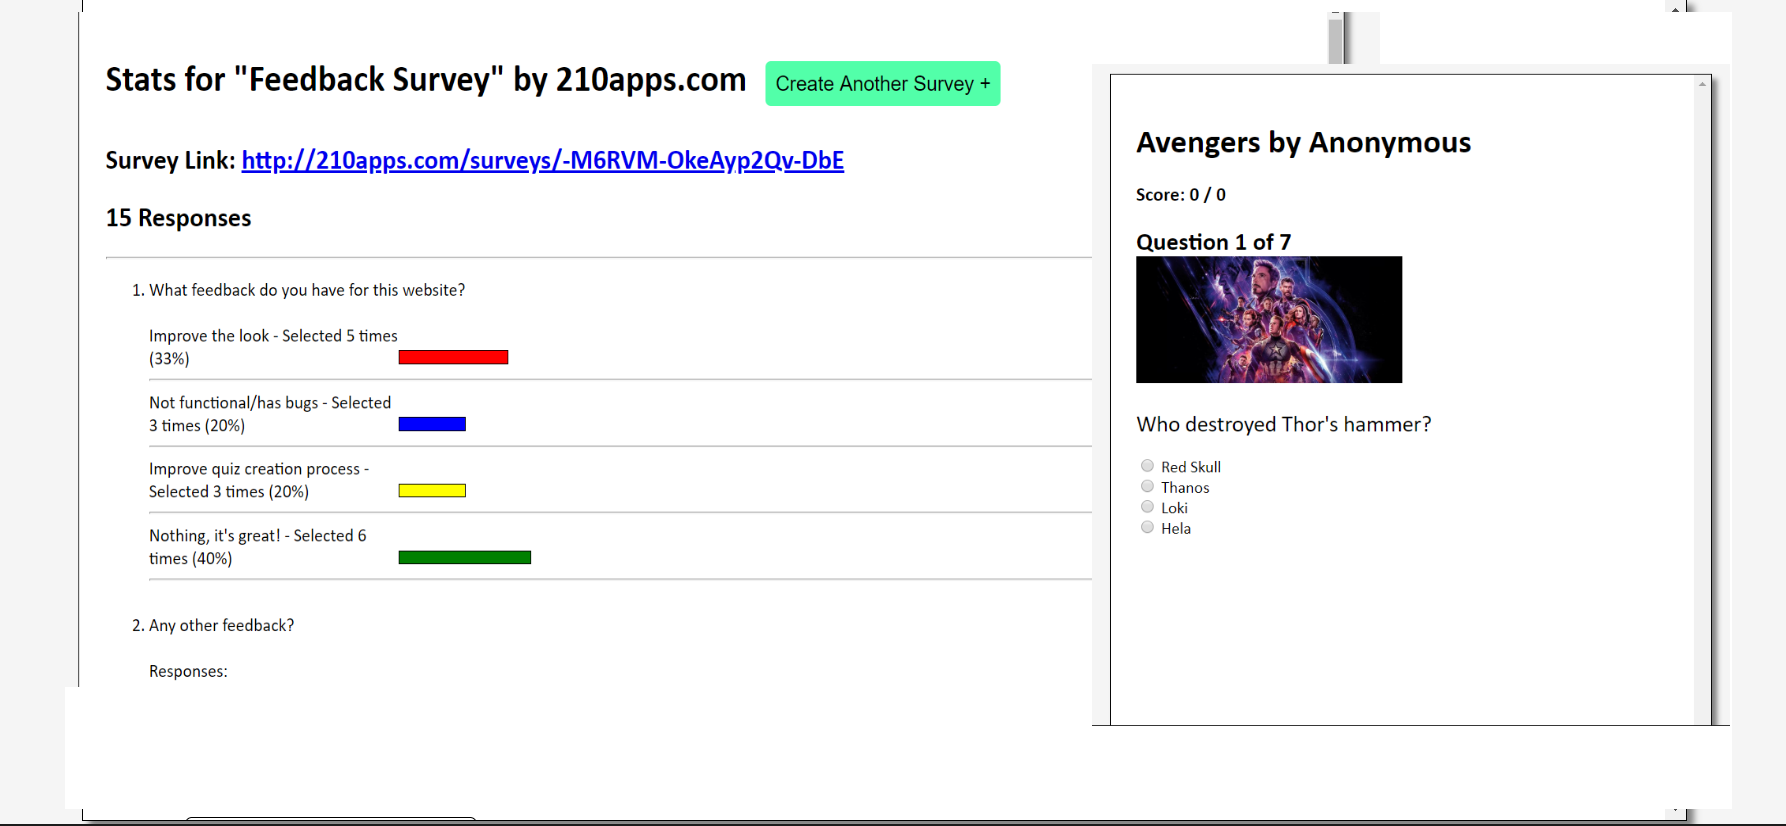 Stats for "Feedback Survey" by 210apps.com
Create Another Survey +
Survey Link: http://210apps.com/surveys/-M6RVM-OkeAyp2Qv-DbE
15 Responses
1. What feedback do you have for this website?
Improve the look - Selected 5 times
(33%)
Not functional/has bugs - Selected
3 times (20%)
Improve quiz creation process -
Selected 3 times (20%)
Nothing, it's great! - Selected 6
times (40%)
2. Any other feedback?
Responses:
Avengers by Anonymous
Score: 0 / 0
Question 1 of 7
Who destroyed Thor's hammer?
Red Skull
Thanos
Loki
Hela